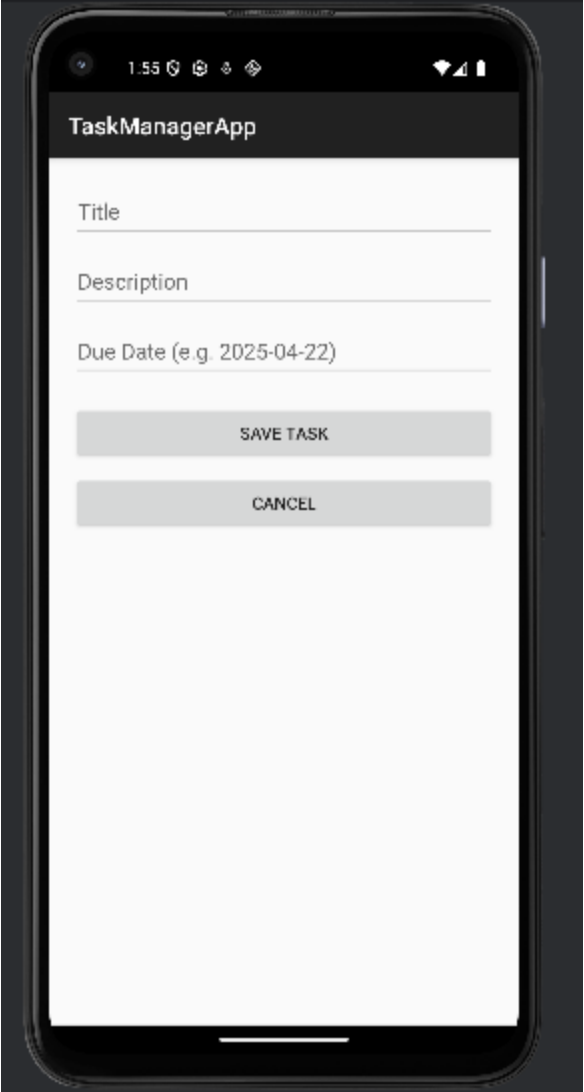 1:55
TaskManagerApp
Title
Description
Due Date (e.g. 2025-04-22)
SAVE TASK
CANCEL